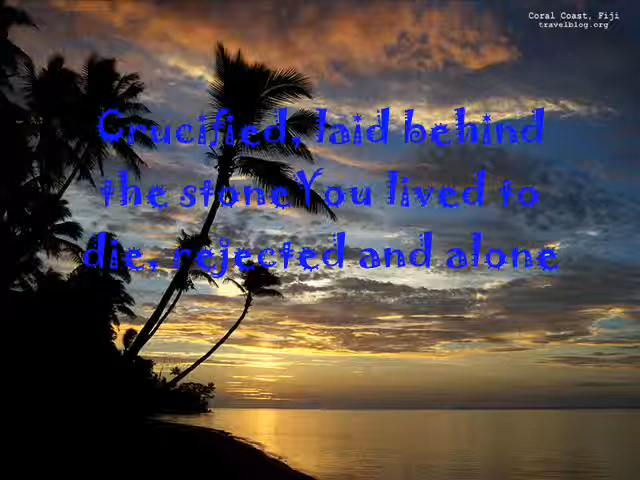 Coral Coast, Fiji
travelblog.org
Crucified, laid behind
the stoneYou lived to
die, rejected and alone